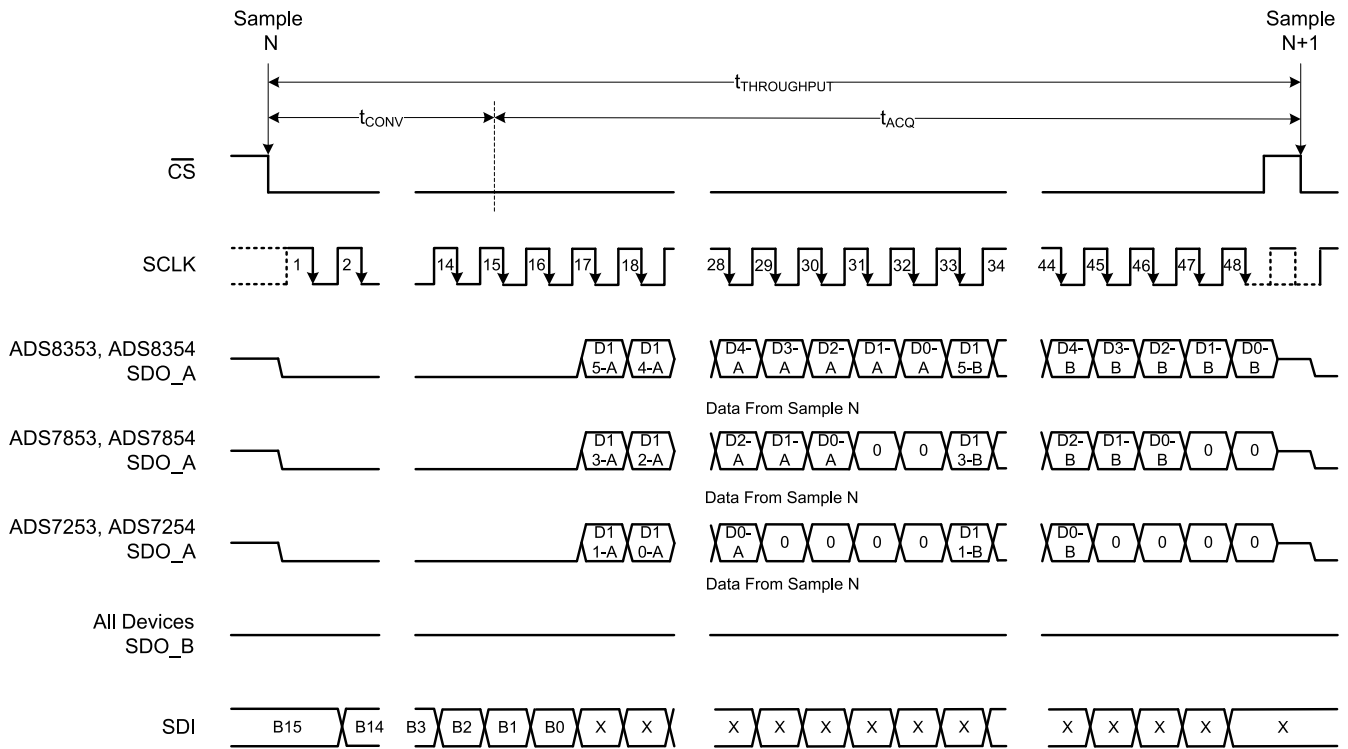 Sample
N
Sample
N+1
tTHROUGHPUT
tCONV
tACQ
CS
SCLK
1 2 14 15 16 17 18 28 29 30 31 32 33 34 44 45 46 47 48
ADS8353, ADS8354
SDO_A
D1 D1 D4- D3- D2- D1- D0- D1 D4- D3- D2- D1- D0-
5-A 4-A A A A A A 5-B B B B B B
Data From Sample N
ADS7853, ADS7854
SDO_A
D1 D1 D2- D1- D0- 0 0 D1 D2- D1- D0- 0 0
3-A 2-A A A A 3-B B B B
Data From Sample N
ADS7253, ADS7254
SDO_A
D1 D1 D0- 0 0 0 0 D1 D0- 0 0 0 0
1-A 0-A A 1-B B
Data From Sample N
All Devices
SDO_B
SDI
B15 B14 B3 B2 B1 B0 X X X X X X X X X X X X X